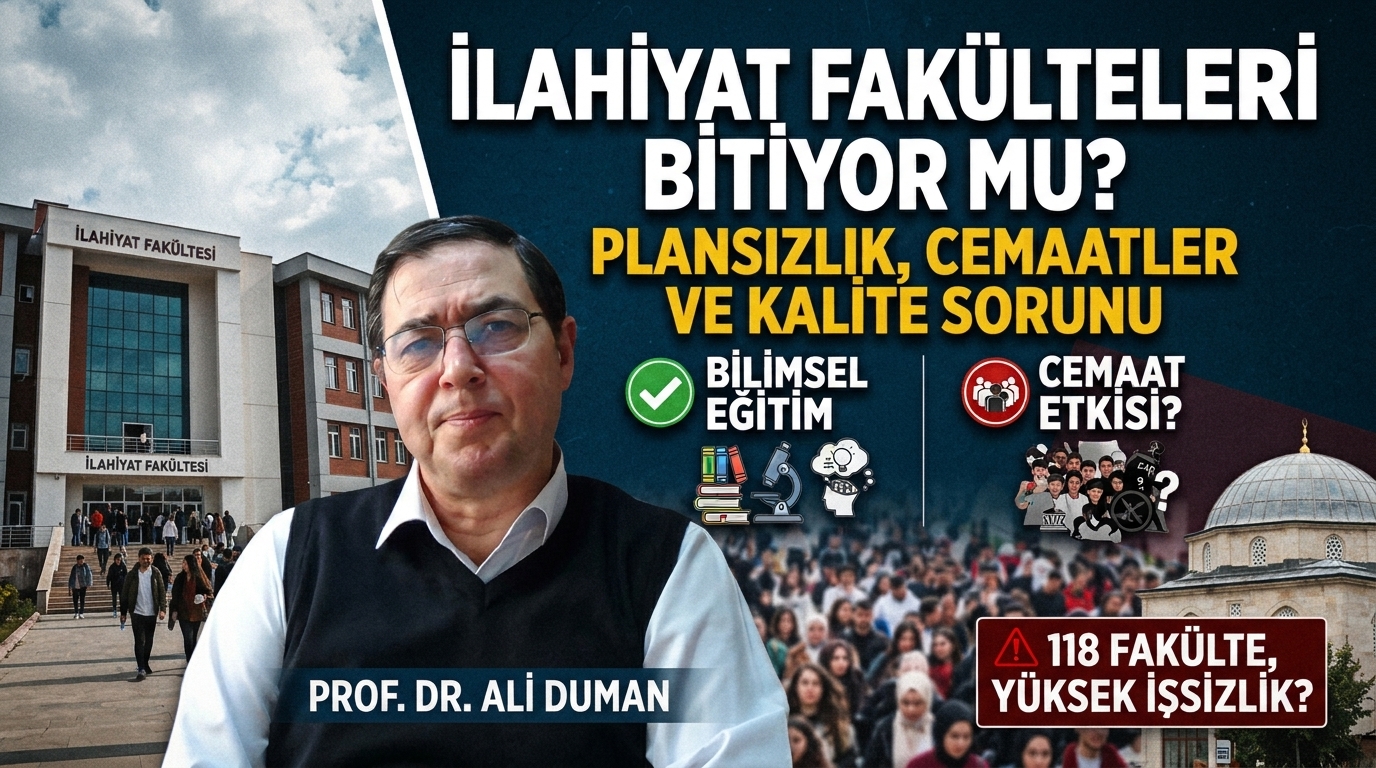 İLAHİYAT FAKÜLTELERİ
BİTİYOR MU?
PLANSIZLIK, CEMAATLER
VE KALİTE SORUNU
BİLİMSEL
EĞİTİM
CEMAAT
ETKİSİ?
?
İLAHİYAT FAKÜLTESİ
İLAHİYAT FAKÜLTESİ
PROF. DR. ALİ DUMAN
118 FAKÜLTE,
YÜKSEK İŞSİZLİK?